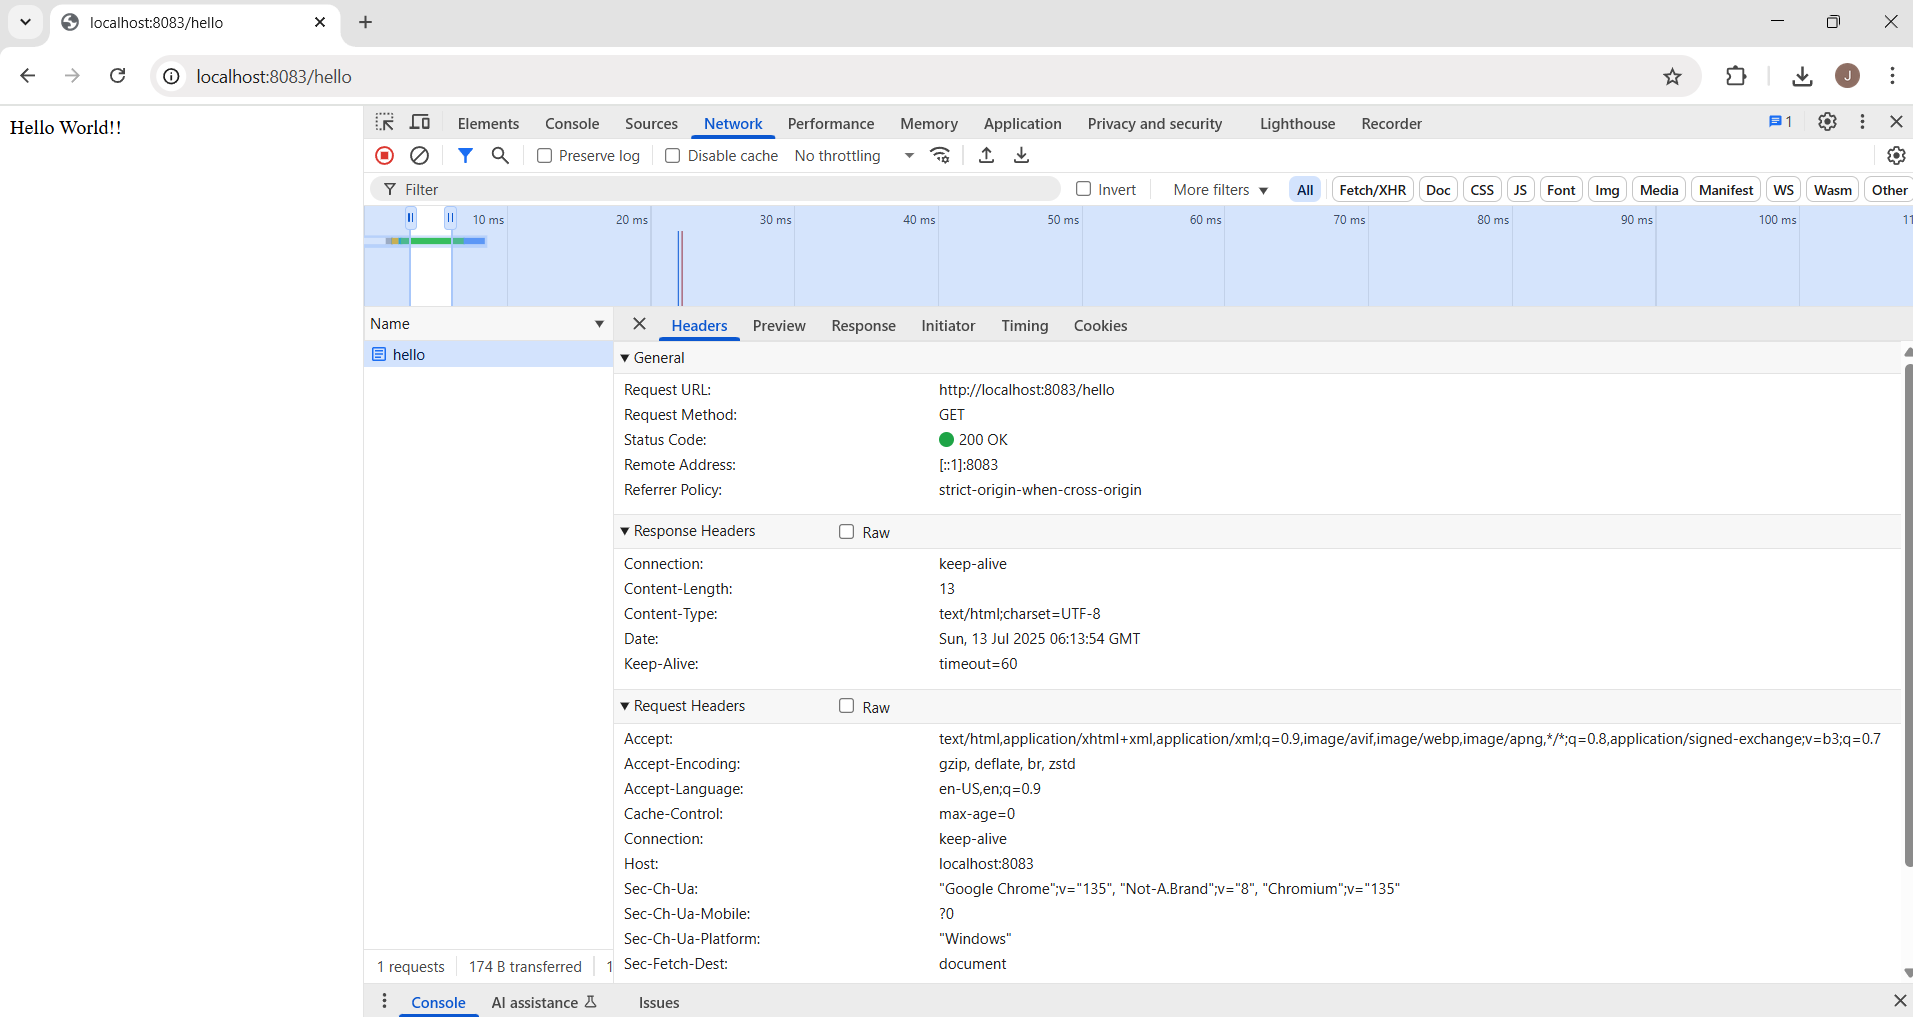 localhost:8083/hello
localhost:8083/hello
J
Hello World!!
Elements Console Sources Network Performance Memory Application Privacy and security Lighthouse Recorder 1
Preserve log Disable cache No throttling
Filter Invert More filters All Fetch/XHR Doc CSS JS Font Img Media Manifest WS Wasm Other
10 ms 20 ms 30 ms 40 ms 50 ms 60 ms 70 ms 80 ms 90 ms 100 ms
Name
hello
Headers Preview Response Initiator Timing Cookies
General
Request URL: http://localhost:8083/hello
Request Method: GET
Status Code: 200 OK
Remote Address: [::1]:8083
Referrer Policy: strict-origin-when-cross-origin
Response Headers Raw
Connection: keep-alive
Content-Length: 13
Content-Type: text/html;charset=UTF-8
Date: Sun, 13 Jul 2025 06:13:54 GMT
Keep-Alive: timeout=60
Request Headers Raw
Accept: text/html,application/xhtml+xml,application/xml;q=0.9,image/avif,image/webp,image/apng,*/*;q=0.8,application/signed-exchange;v=b3;q=0.7
Accept-Encoding: gzip, deflate, br, zstd
Accept-Language: en-US,en;q=0.9
Cache-Control: max-age=0
Connection: keep-alive
Host: localhost:8083
Sec-Ch-Ua: "Google Chrome";v="135", "Not-A.Brand";v="8", "Chromium";v="135"
Sec-Ch-Ua-Mobile: ?0
Sec-Ch-Ua-Platform: "Windows"
Sec-Fetch-Dest: document
1 requests 174 B transferred
Console AI assistance Issues